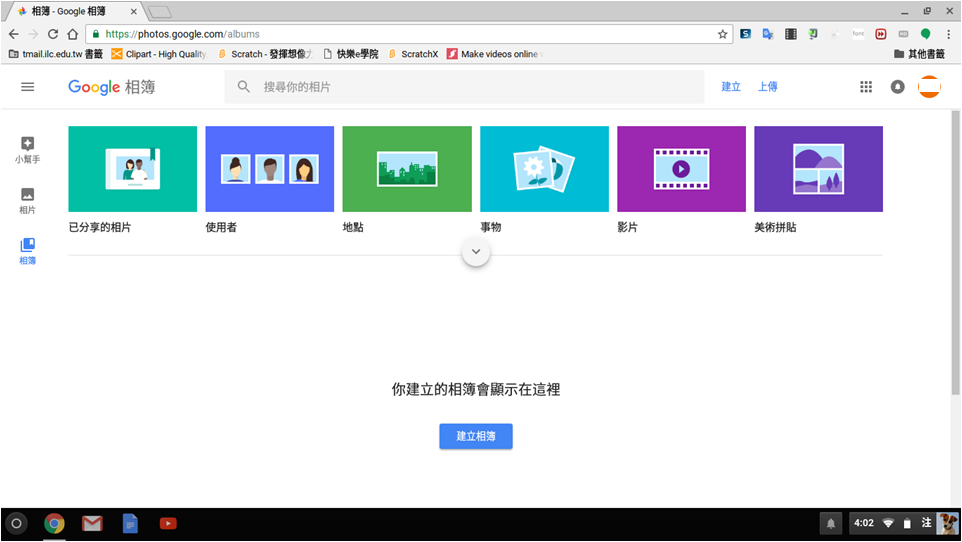 相簿 - Google 相簿
https://photos.google.com/albums
tmail.ilc.edu.tw 書籤
Clipart - High Quality
Scratch - 發揮想像力
快樂e學院
ScratchX
Make videos online
其他書籤
Google 相簿
搜尋你的相片
建立
上傳
小幫手
相片
相簿
已分享的相片
使用者
地點
事物
影片
美術拼貼
你建立的相簿會顯示在這裡
建立相簿
4:02
注